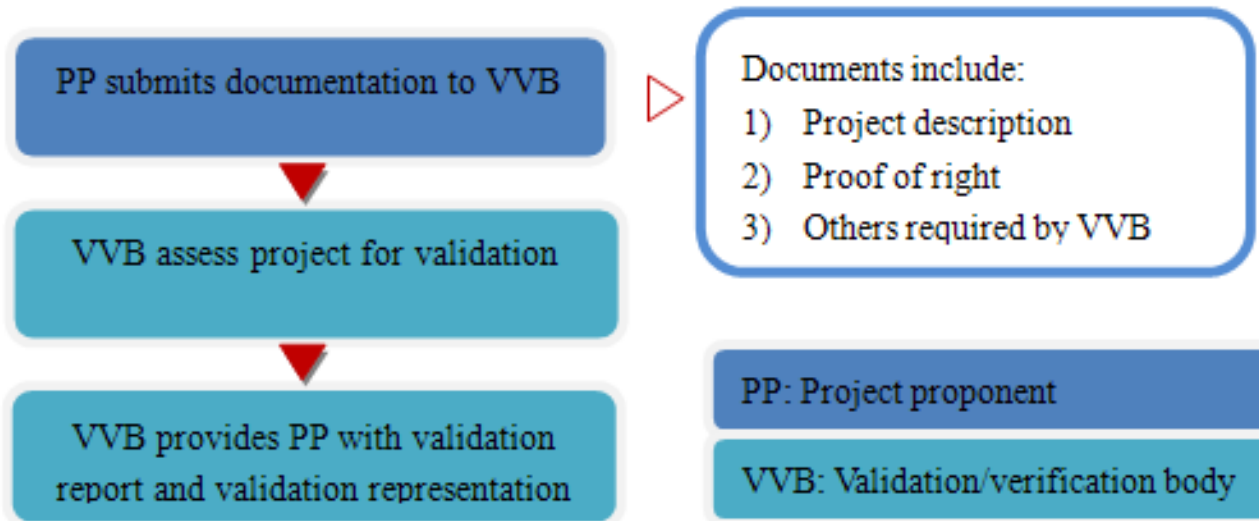 PP submits documentation to VVB
Documents include:
1) Project description
2) Proof of right
3) Others required by VVB
VVB assess project for validation
VVB provides PP with validation
report and validation representation
PP: Project proponent
VVB: Validation/verification body